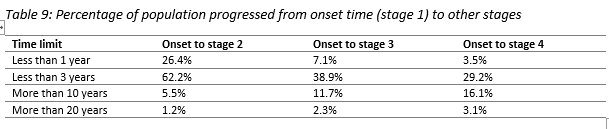 Table 9: Percentage of population progressed from onset time (stage 1) to other stages
Time limit Onset to stage 2 Onset to stage 3 Onset to stage 4
Less than 1 year 26.4% 7.1% 3.5%
Less than 3 years 62.2% 38.9% 29.2%
More than 10 years 5.5% 11.7% 16.1%
More than 20 years 1.2% 2.3% 3.1%